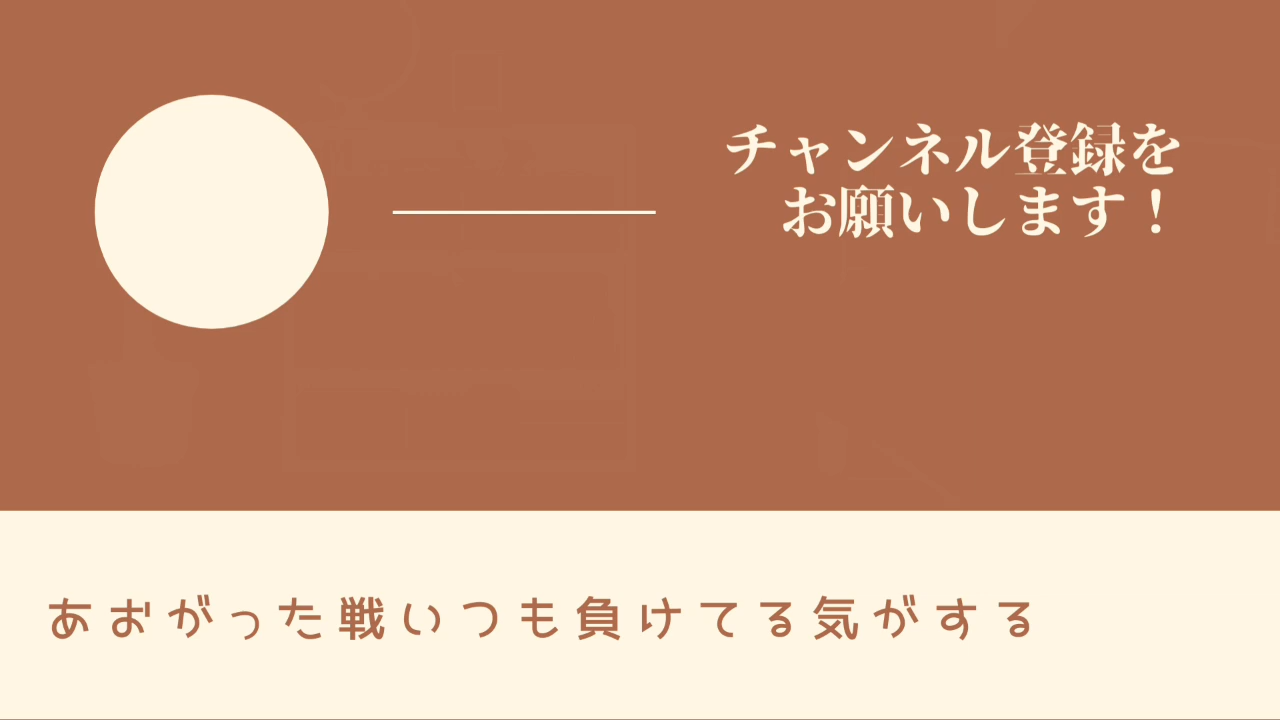 チャンネル登録を
お願いします！
あおがった戦いつも負けてる気がする